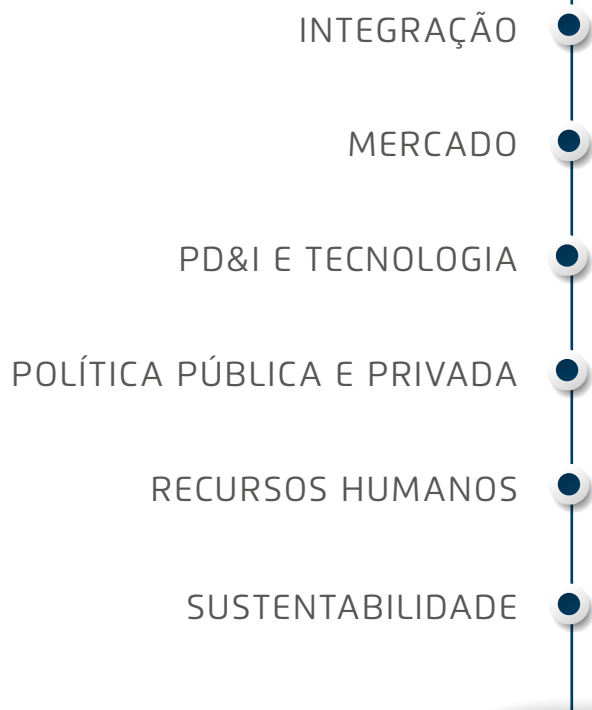 INTEGRAÇÃO
MERCADO
PD&I E TECNOLOGIA
POLÍTICA PÚBLICA E PRIVADA
RECURSOS HUMANOS
SUSTENTABILIDADE